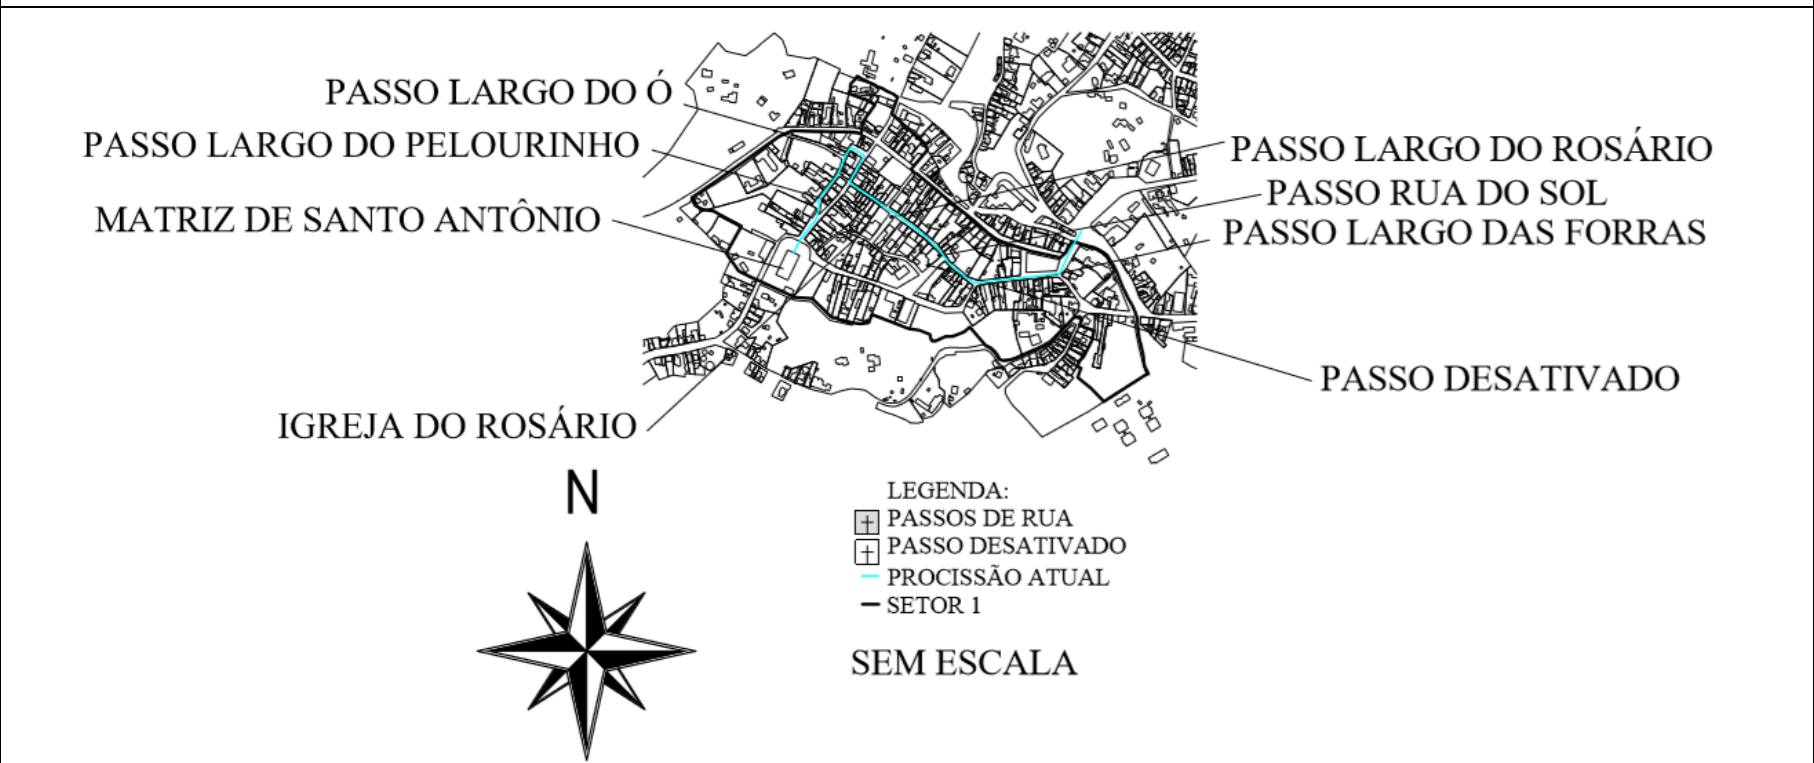 PASSO LARGO DO Ó
PASSO LARGO DO PELOURINHO
MATRIZ DE SANTO ANTÔNIO
IGREJA DO ROSÁRIO
PASSO LARGO DO ROSÁRIO
PASSO RUA DO SOL
PASSO LARGO DAS FORRAS
PASSO DESATIVADO
N
LEGENDA:
PASSOS DE RUA
PASSO DESATIVADO
PROCISSÃO ATUAL
SETOR 1
SEM ESCALA